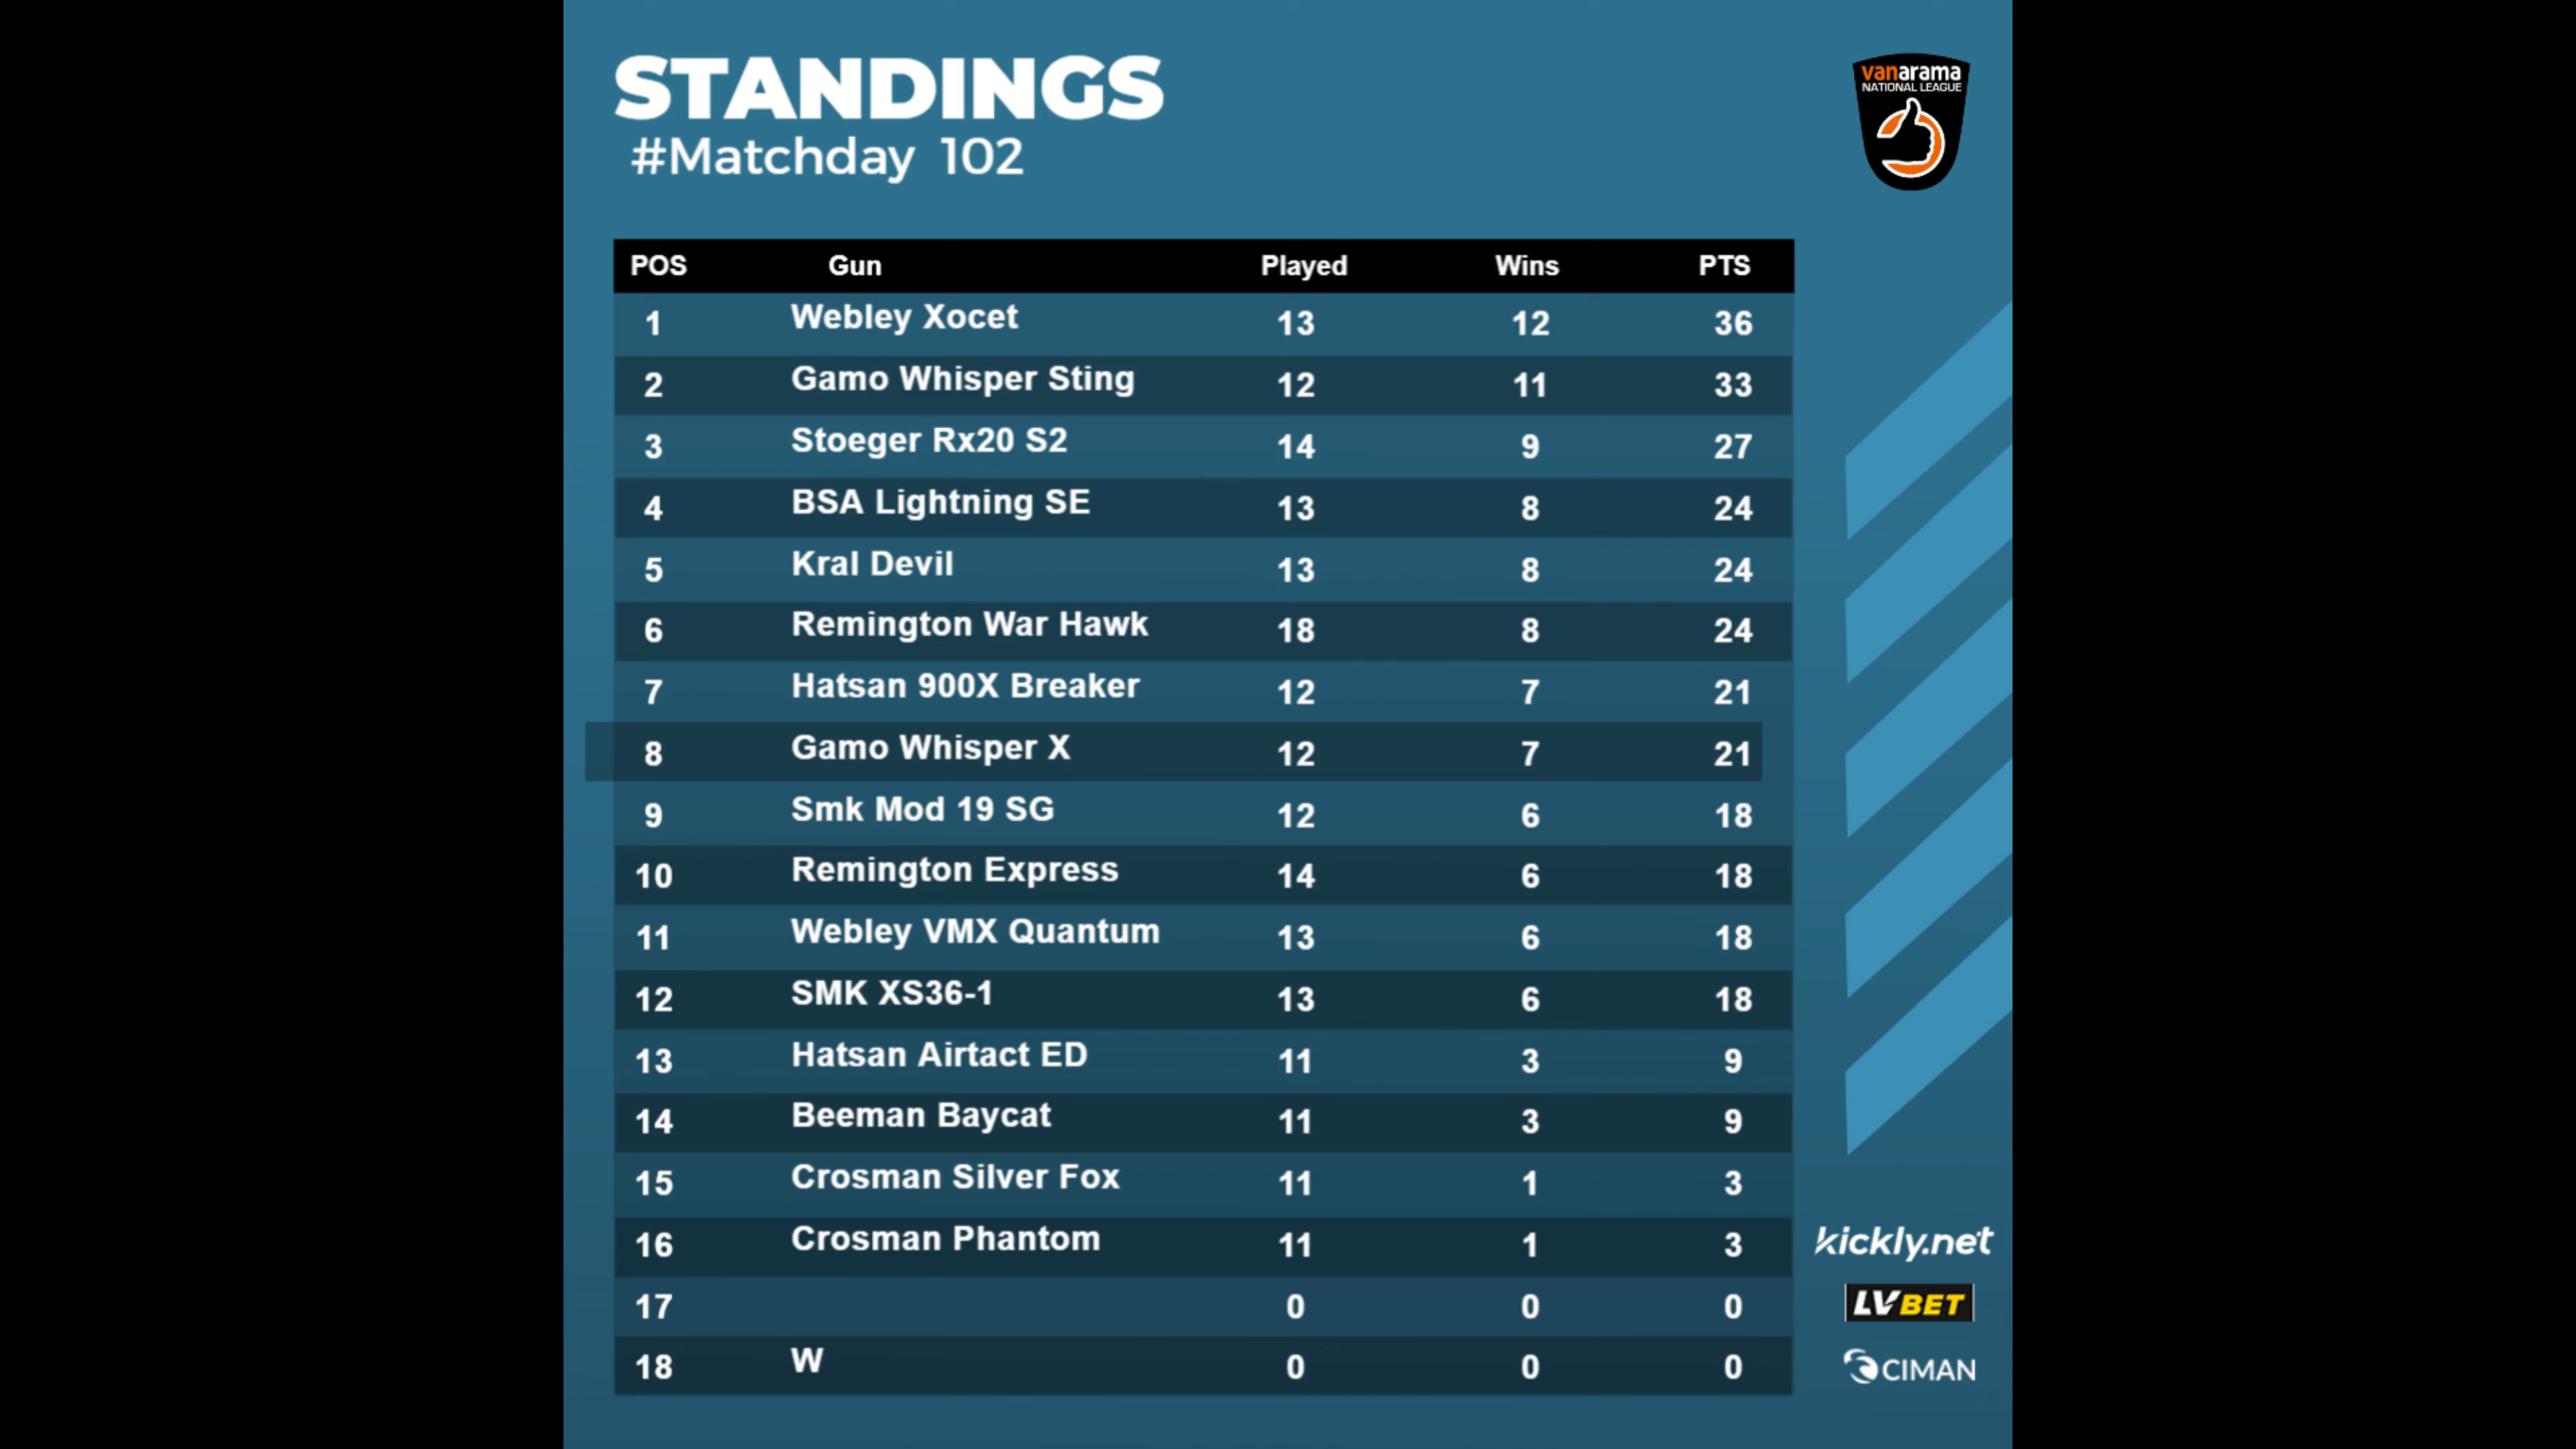 STANDINGS
#Matchday 102
vanarama
NATIONAL LEAGUE
POS Gun Played Wins PTS
1 Webley Xocet 13 12 36
2 Gamo Whisper Sting 12 11 33
3 Stoeger Rx20 S2 14 9 27
4 BSA Lightning SE 13 8 24
5 Kral Devil 13 8 24
6 Remington War Hawk 18 8 24
7 Hatsan 900X Breaker 12 7 21
8 Gamo Whisper X 12 7 21
9 Smk Mod 19 SG 12 6 18
10 Remington Express 14 6 18
11 Webley VMX Quantum 13 6 18
12 SMK XS36-1 13 6 18
13 Hatsan Airtact ED 11 3 9
14 Beeman Baycat 11 3 9
15 Crosman Silver Fox 11 1 3
16 Crosman Phantom 11 1 3
17 0 0 0
18 W 0 0 0
kickly.net
LVBET
CIMAN